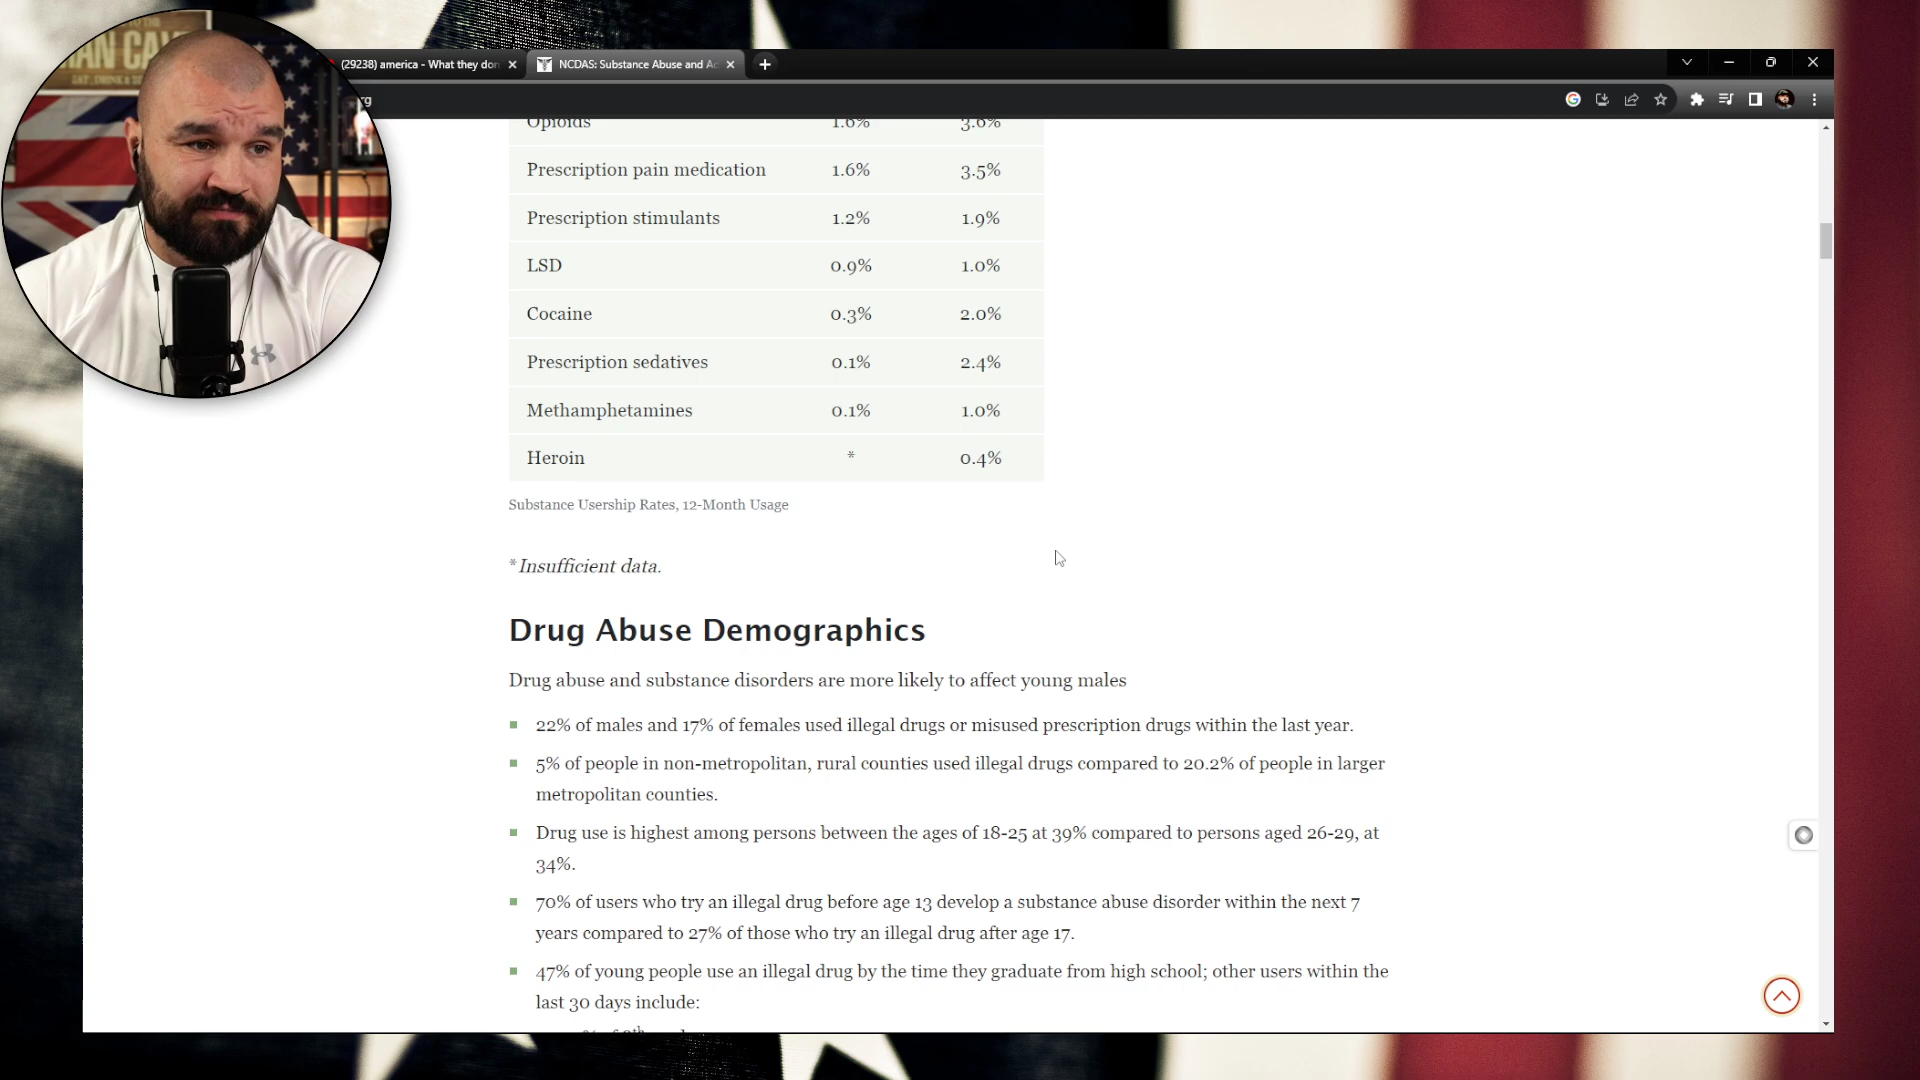 (29238) america - What they don
NCDAS: Substance Abuse and Ac
rg
Opioids 1.6% 3.6%
Prescription pain medication 1.6% 3.5%
Prescription stimulants 1.2% 1.9%
LSD 0.9% 1.0%
Cocaine 0.3% 2.0%
Prescription sedatives 0.1% 2.4%
Methamphetamines 0.1% 1.0%
Heroin * 0.4%
Substance Usership Rates, 12-Month Usage
*Insufficient data.
Drug Abuse Demographics
Drug abuse and substance disorders are more likely to affect young males
22% of males and 17% of females used illegal drugs or misused prescription drugs within the last year.
5% of people in non-metropolitan, rural counties used illegal drugs compared to 20.2% of people in larger
metropolitan counties.
Drug use is highest among persons between the ages of 18-25 at 39% compared to persons aged 26-29, at
34%.
70% of users who try an illegal drug before age 13 develop a substance abuse disorder within the next 7
years compared to 27% of those who try an illegal drug after age 17.
47% of young people use an illegal drug by the time they graduate from high school; other users within the
last 30 days include: